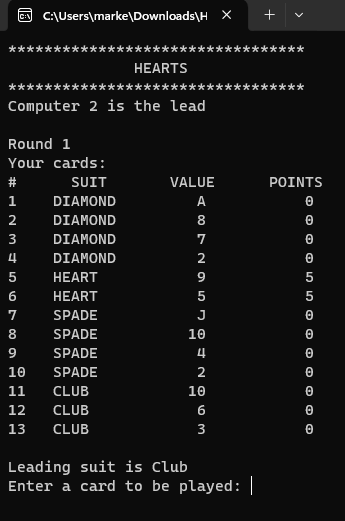 C:\Users\marke\Downloads\H
*********************************
HEARTS
*********************************
Computer 2 is the lead
Round 1
Your cards:
# SUIT VALUE POINTS
1 DIAMOND A 0
2 DIAMOND 8 0
3 DIAMOND 7 0
4 DIAMOND 2 0
5 HEART 9 5
6 HEART 5 5
7 SPADE J 0
8 SPADE 10 0
9 SPADE 4 0
10 SPADE 2 0
11 CLUB 10 0
12 CLUB 6 0
13 CLUB 3 0
Leading suit is Club
Enter a card to be played: